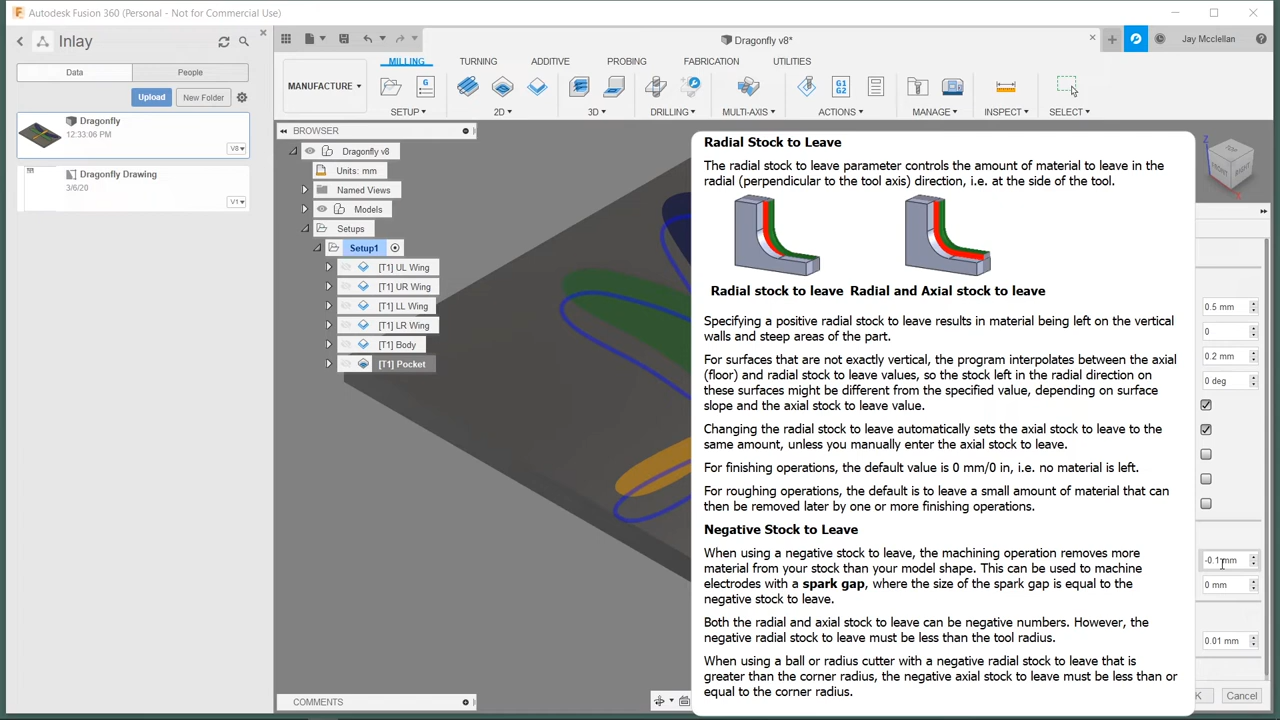 Autodesk Fusion 360 (Personal - Not for Commercial Use)
Inlay
Dragonfly v8*
Jay Mcclellan
Data
People
Upload
New Folder
Dragonfly
12:33:06 PM
V8
Dragonfly Drawing
3/6/20
V1
MILLING
TURNING
ADDITIVE
PROBING
FABRICATION
UTILITIES
MANUFACTURE
G
G1
G2
SETUP
2D
3D
DRILLING
MULTI-AXIS
ACTIONS
MANAGE
INSPECT
SELECT
BROWSER
Dragonfly v8
Units: mm
Named Views
Models
Setups
Setup1
[T1] UL Wing
[T1] UR Wing
[T1] LL Wing
[T1] LR Wing
[T1] Body
[T1] Pocket
Radial Stock to Leave
The radial stock to leave parameter controls the amount of material to leave in the
radial (perpendicular to the tool axis) direction, i.e. at the side of the tool.
Radial stock to leave Radial and Axial stock to leave
Specifying a positive radial stock to leave results in material being left on the vertical
walls and steep areas of the part.
For surfaces that are not exactly vertical, the program interpolates between the axial
(floor) and radial stock to leave values, so the stock left in the radial direction on
these surfaces might be different from the specified value, depending on surface
slope and the axial stock to leave value.
Changing the radial stock to leave automatically sets the axial stock to leave to the
same amount, unless you manually enter the axial stock to leave.
For finishing operations, the default value is 0 mm/0 in, i.e. no material is left.
For roughing operations, the default is to leave a small amount of material that can
then be removed later by one or more finishing operations.
Negative Stock to Leave
When using a negative stock to leave, the machining operation removes more
material from your stock than your model shape. This can be used to machine
electrodes with a spark gap, where the size of the spark gap is equal to the
negative stock to leave.
Both the radial and axial stock to leave can be negative numbers. However, the
negative radial stock to leave must be less than the tool radius.
When using a ball or radius cutter with a negative radial stock to leave that is
greater than the corner radius, the negative axial stock to leave must be less than or
equal to the corner radius.
Z
X
0.5 mm
0
0.2 mm
0 deg
-0.1 mm
0 mm
0.01 mm
Cancel
COMMENTS